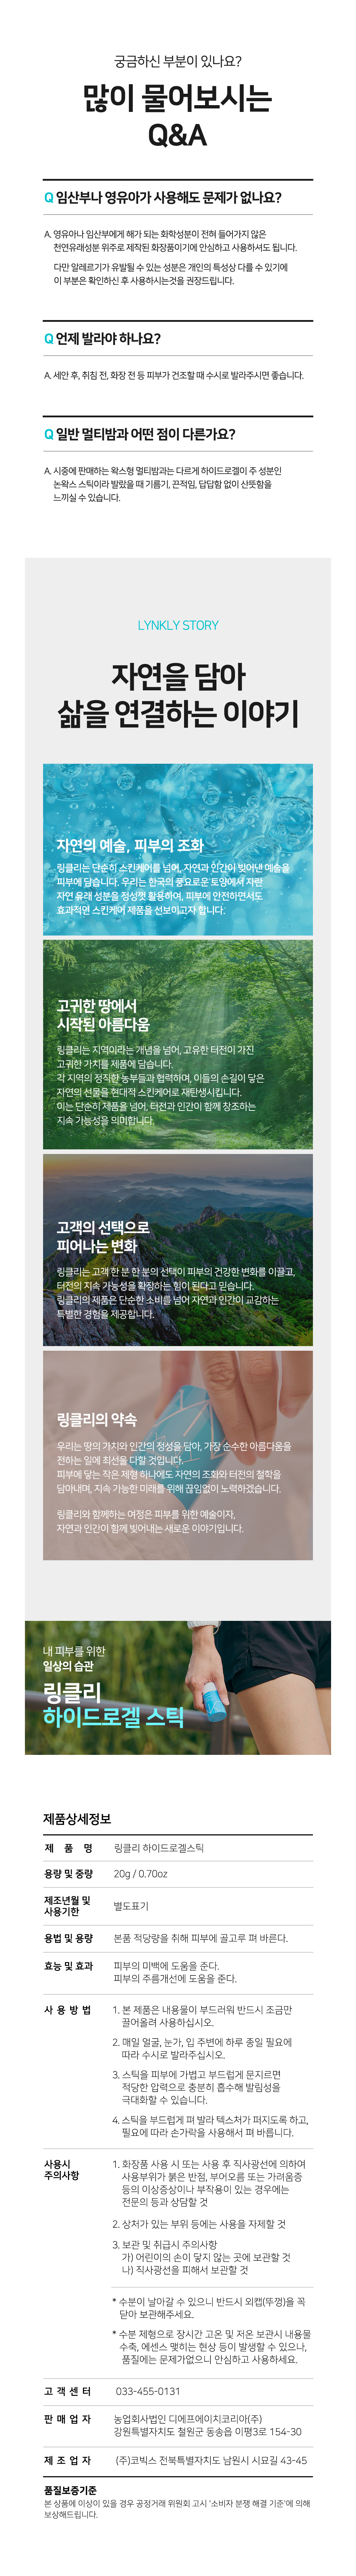 궁금하신 부분이 있나요?
많이 물어보시는
Q&A
Q 임산부나 영유아가 사용해도 문제가 없나요?
A. 영유아나 임산부에게 해가 되는 화학성분이 전혀 들어가지 않은
천연유래성분 위주로 제작된 화장품이기에 안심하고 사용하셔도 됩니다.
다만 알레르기가 유발될 수 있는 성분은 개인의 특성상 다를 수 있기에
이 부분은 확인하신 후 사용하시는것을 권장드립니다.
Q 언제 발라야 하나요?
A. 세안 후, 취침 전, 화장 전 등 피부가 건조할 때 수시로 발라주시면 좋습니다.
Q 일반 멀티밤과 어떤 점이 다른가요?
A. 시중에 판매하는 왁스형 멀티밤과는 다르게 하이드로겔이 주 성분인
논왁스 스틱이라 발랐을 때 기름기, 끈적임, 답답함 없이 산뜻함을
느끼실 수 있습니다.
LYNKLY STORY
자연을 담아
삶을 연결하는 이야기
자연의 예술, 피부의 조화
링클리는 단순히 스킨케어를 넘어, 자연과 인간이 빚어낸 예술을
피부에 담습니다. 우리는 한국의 풍요로운 토양에서 자란
자연 유래 성분을 정성껏 활용하여, 피부에 안전하면서도
효과적인 스킨케어 제품을 선보이고자 합니다.
고귀한 땅에서
시작된 아름다움
링클리는 지역이라는 개념을 넘어, 고유한 터전이 가진
고귀한 가치를 제품에 담습니다.
각 지역의 정직한 농부들과 협력하며, 이들의 손길이 닿은
자연의 선물을 현대적 스킨케어로 재탄생시킵니다.
이는 단순히 제품을 넘어, 터전과 인간이 함께 창조하는
지속 가능성을 의미합니다.
고객의 선택으로
피어나는 변화
링클리는 고객 한 분 한 분의 선택이 피부의 건강한 변화를 이끌고,
터전의 지속 가능성을 확장하는 힘이 된다고 믿습니다.
링클리의 제품은 단순한 소비를 넘어 자연과 인간이 교감하는
특별한 경험을 제공합니다.
링클리의 약속
우리는 땅의 가치와 인간의 정성을 담아, 가장 순수한 아름다움을
전하는 일에 최선을 다할 것입니다.
피부에 닿는 작은 제형 하나에도 자연의 조화와 터전의 철학을
담아내며, 지속 가능한 미래를 위해 끊임없이 노력하겠습니다.
링클리와 함께하는 여정은 피부를 위한 예술이자,
자연과 인간이 함께 빚어내는 새로운 이야기입니다.
내 피부를 위한
일상의 습관
링클리
하이드로겔 스틱
제품상세정보
제 품 명 링클리 하이드로겔스틱
용량 및 중량 20g / 0.70oz
제조년월 및
사용기한 별도표기
용법 및 용량 본품 적당량을 취해 피부에 골고루 펴 바른다.
효능 및 효과 피부의 미백에 도움을 준다.
피부의 주름개선에 도움을 준다.
사 용 방 법 1. 본 제품은 내용물이 부드러워 반드시 조금만
끌어올려 사용하십시오.
2. 매일 얼굴, 눈가, 입 주변에 하루 종일 필요에
따라 수시로 발라주십시오.
3. 스틱을 피부에 가볍고 부드럽게 문지르면
적당한 압력으로 충분히 흡수해 발림성을
극대화할 수 있습니다.
4. 스틱을 부드럽게 펴 발라 텍스처가 퍼지도록 하고,
필요에 따라 손가락을 사용해서 펴 바릅니다.
사용시
주의사항
1. 화장품 사용 시 또는 사용 후 직사광선에 의하여
사용부위가 붉은 반점, 부어오름 또는 가려움증
등의 이상증상이나 부작용이 있는 경우에는
전문의 등과 상담할 것
2. 상처가 있는 부위 등에는 사용을 자제할 것
3. 보관 및 취급시 주의사항
가) 어린이의 손이 닿지 않는 곳에 보관할 것
나) 직사광선을 피해서 보관할 것
* 수분이 날아갈 수 있으니 반드시 외캡(뚜껑)을 꼭
닫아 보관해주세요.
* 수분 제형으로 장시간 고온 및 저온 보관시 내용물
수축, 에센스 맺히는 현상 등이 발생할 수 있으나,
품질에는 문제가없으니 안심하고 사용하세요.
고 객 센 터 033-455-0131
판 매 업 자 농업회사법인 디에프에이치코리아(주)
강원특별자치도 철원군 동송읍 이평3로 154-30
제 조 업 자 (주)코빅스 전북특별자치도 남원시 시묘길 43-45
품질보증기준
본 상품에 이상이 있을 경우 공정거래 위원회 고시 '소비자 분쟁 해결 기준'에 의해
보상해드립니다.